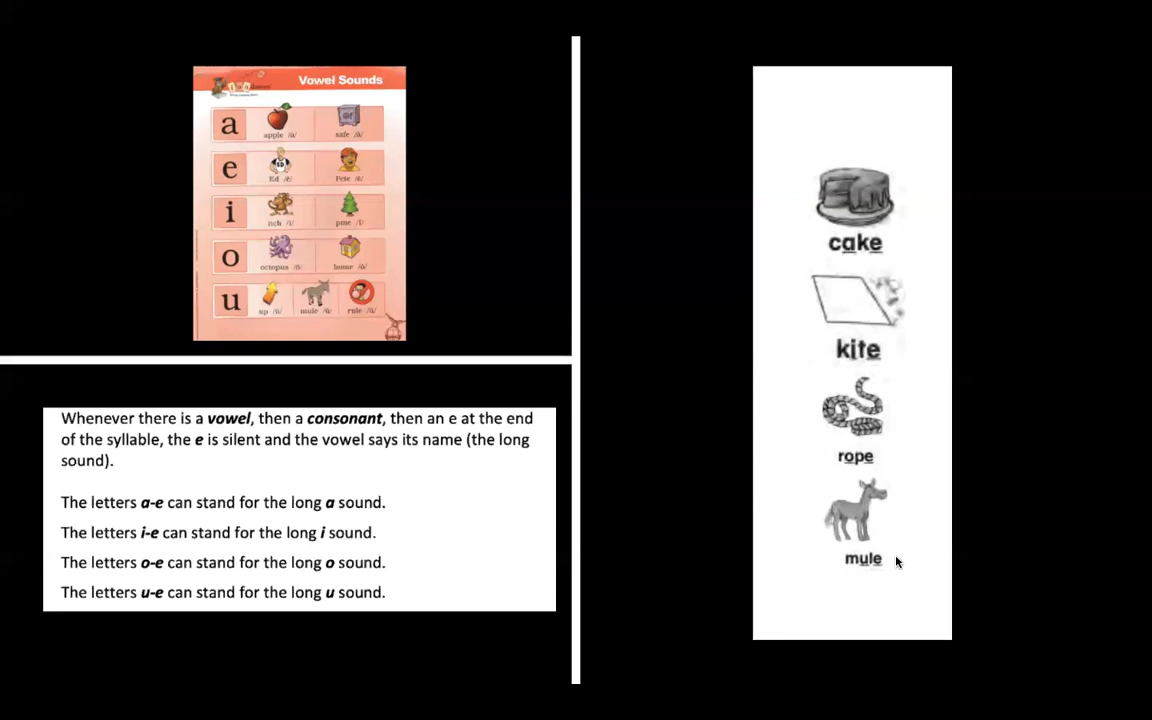 Vowel Sounds
a
apple /ă/
safe /ā/
e
Ed /ĕ/
Pete /ē/
i
itch /ĭ/
pine /ī/
o
octopus /ŏ/
home /ō/
u
up /ŭ/
mule /ū/
rule /ü/
Whenever there is a vowel, then a consonant, then an e at the end
of the syllable, the e is silent and the vowel says its name (the long
sound).
The letters a-e can stand for the long a sound.
The letters i-e can stand for the long i sound.
The letters o-e can stand for the long o sound.
The letters u-e can stand for the long u sound.
cake
kite
rope
mule